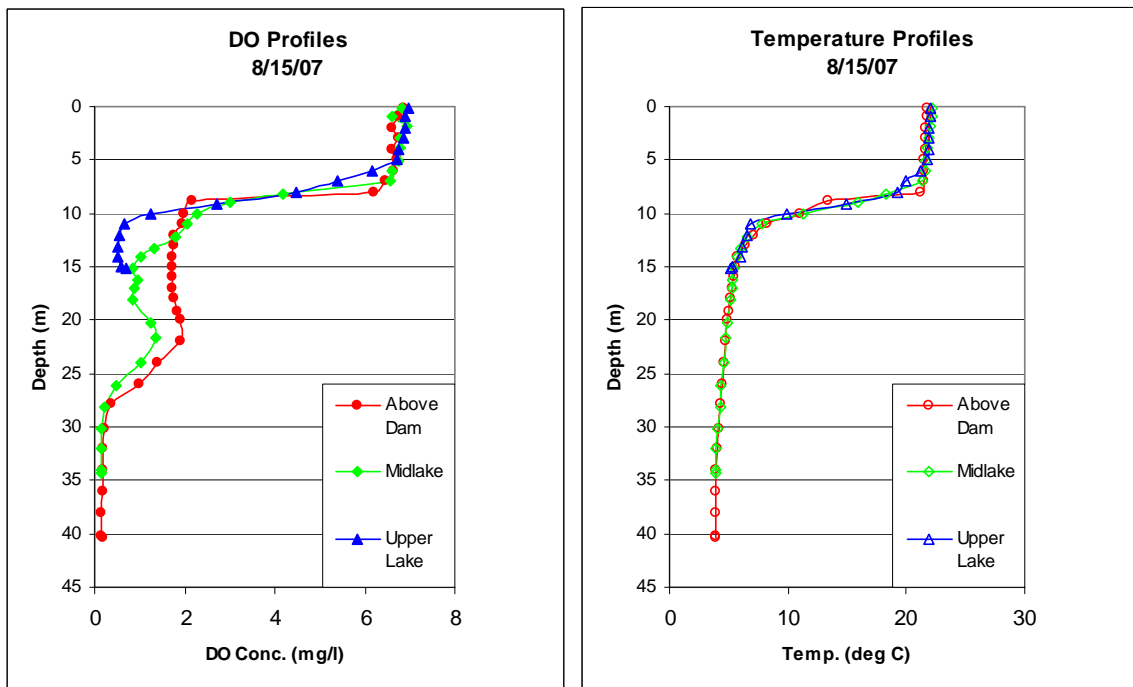 DO Profiles
8/15/07
0
5
10
15
20
25
30
35
40
45
Depth (m)
0 2 4 6 8
DO Conc. (mg/l)
Above
Dam
Midlake
Upper
Lake
Temperature Profiles
8/15/07
0
5
10
15
20
25
30
35
40
45
Depth (m)
0 10 20 30
Temp. (deg C)
Above
Dam
Midlake
Upper
Lake